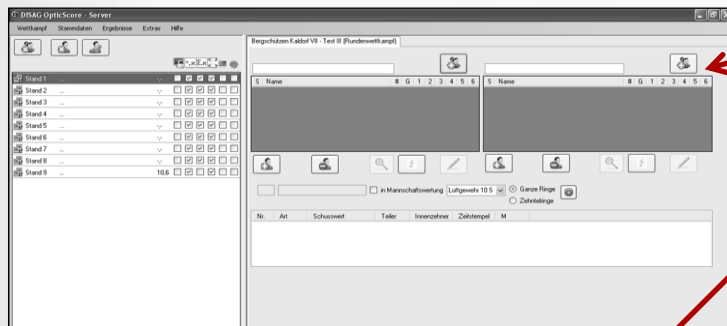 DISAG OpticScore - Server
Wettkampf Stammdaten Ergebnisse Extras Hilfe
Bergschützen Kaldorf VII - Test III (Runderwettkampf)
Stand 1 ... -,-
Stand 2 ... -,-
Stand 3 ... -,-
Stand 4 ... -,-
Stand 5 ... -,-
Stand 6 ... -,-
Stand 7 ... -,-
Stand 8 ... -,-
Stand 9 ... 10,6
S Name # G 1 2 3 4 5 6
S Name # G 1 2 3 4 5 6
in Mannschaftswertung Luftgewehr 10 S Ganze Ringe
Zehntelringe
Nr. Art Schusswert Teiler Innenzehner Zeitstempel M